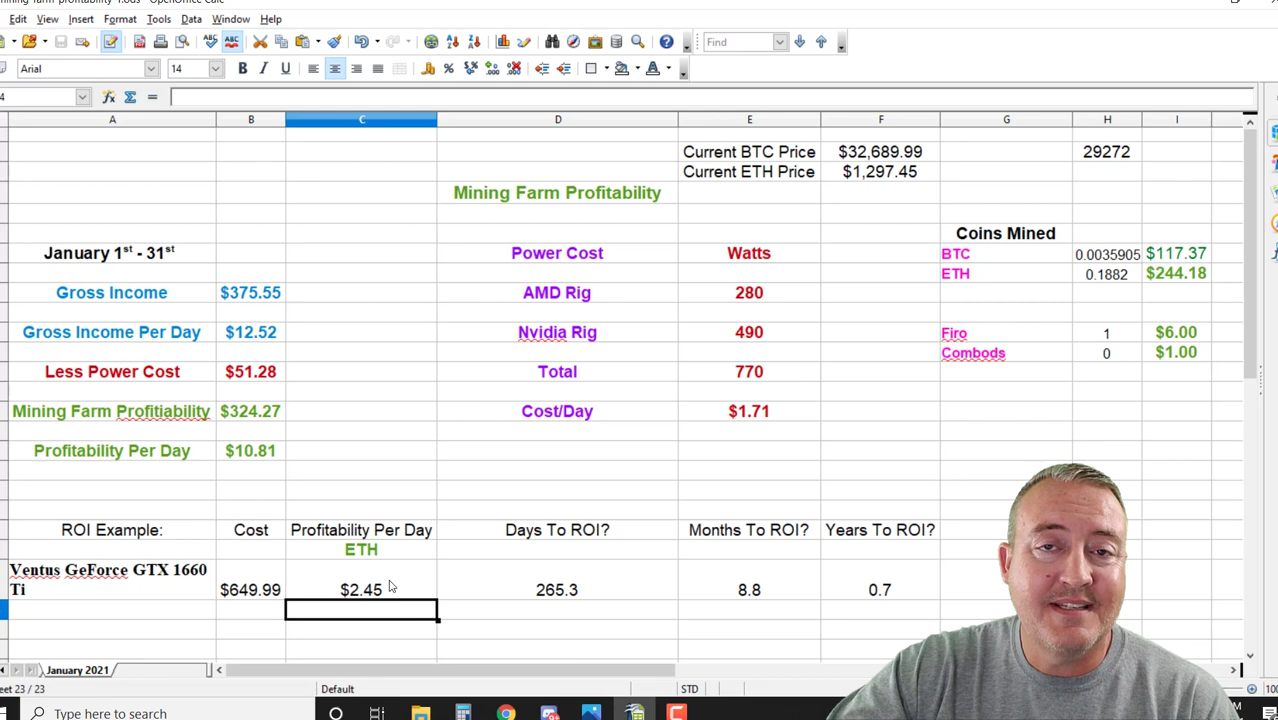 mining-farm-profitability-1.ods - OpenOffice Calc
Edit View Insert Format Tools Data Window Help
Find
Arial 14
A B C D E F G H I
Current BTC Price $32,689.99 29272
Current ETH Price $1,297.45
Mining Farm Profitability
Coins Mined
January 1st - 31st Power Cost Watts BTC 0.0035905 $117.37
ETH 0.1882 $244.18
Gross Income $375.55 AMD Rig 280
Gross Income Per Day $12.52 Nvidia Rig 490 Firo 1 $6.00
Combods 0 $1.00
Less Power Cost $51.28 Total 770
Mining Farm Profitiability $324.27 Cost/Day $1.71
Profitability Per Day $10.81
ROI Example: Cost Profitability Per Day Days To ROI? Months To ROI? Years To ROI?
ETH
Ventus GeForce GTX 1660
Ti $649.99 $2.45 265.3 8.8 0.7
January 2021
eet 23 / 23 Default STD 100
Type here to search